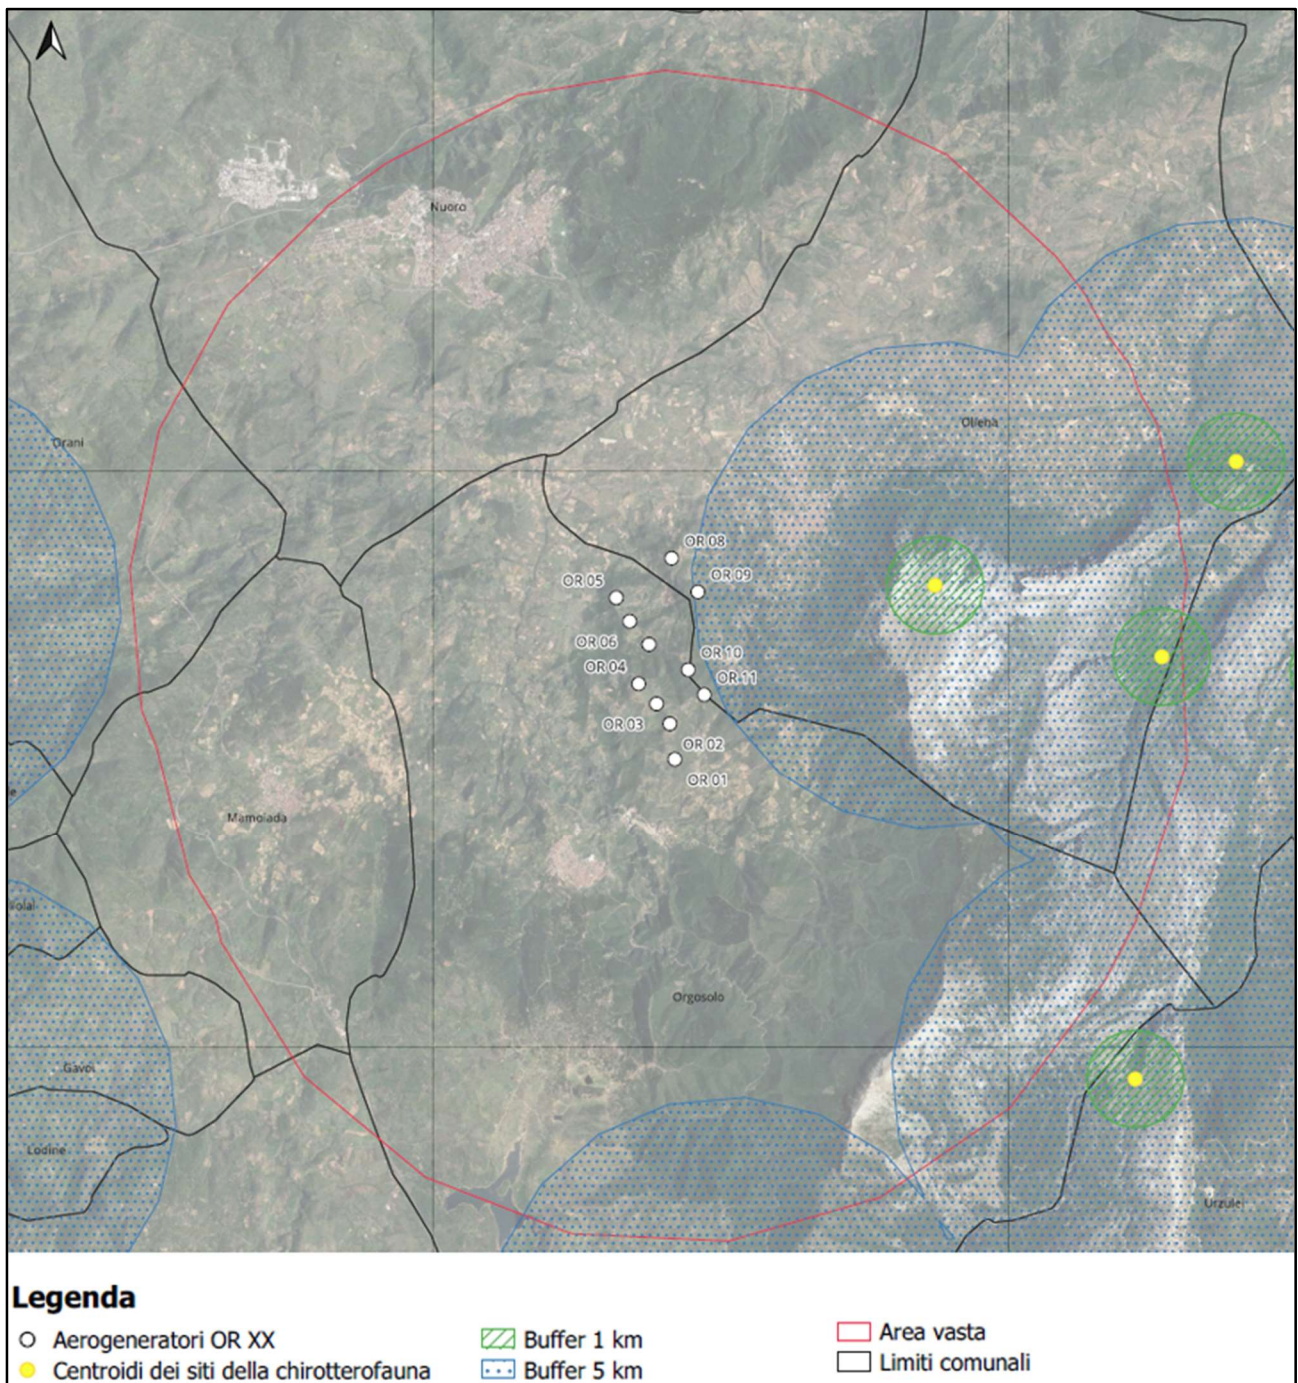 Nuoro
Orani
Oliena
OR 08
OR 09
OR 05
OR 06
OR 10
OR 04
OR 11
OR 03
OR 02
OR 01
Mamoiada
Orgosolo
Gavoi
Lodine
Urzulei
Legenda
Aerogeneratori OR XX
Centroidi dei siti della chirotterofauna
Buffer 1 km
Buffer 5 km
Area vasta
Limiti comunali